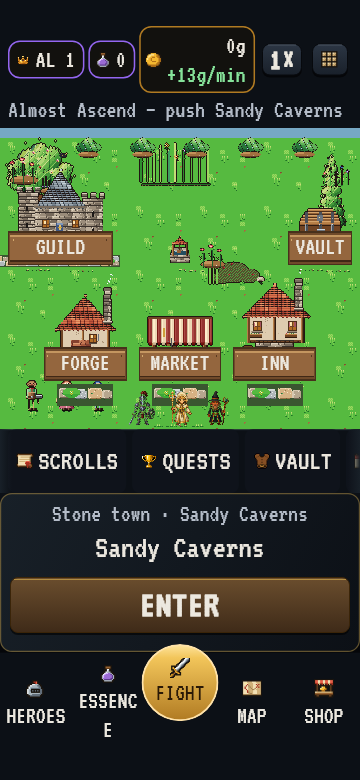 AL 1
0
0g
+13g/min
1X
Almost Ascend – push Sandy Caverns
GUILD
VAULT
FORGE
MARKET
INN
SCROLLS
QUESTS
VAULT
Stone town · Sandy Caverns
Sandy Caverns
ENTER
HEROES
ESSENC
E
FIGHT
MAP
SHOP